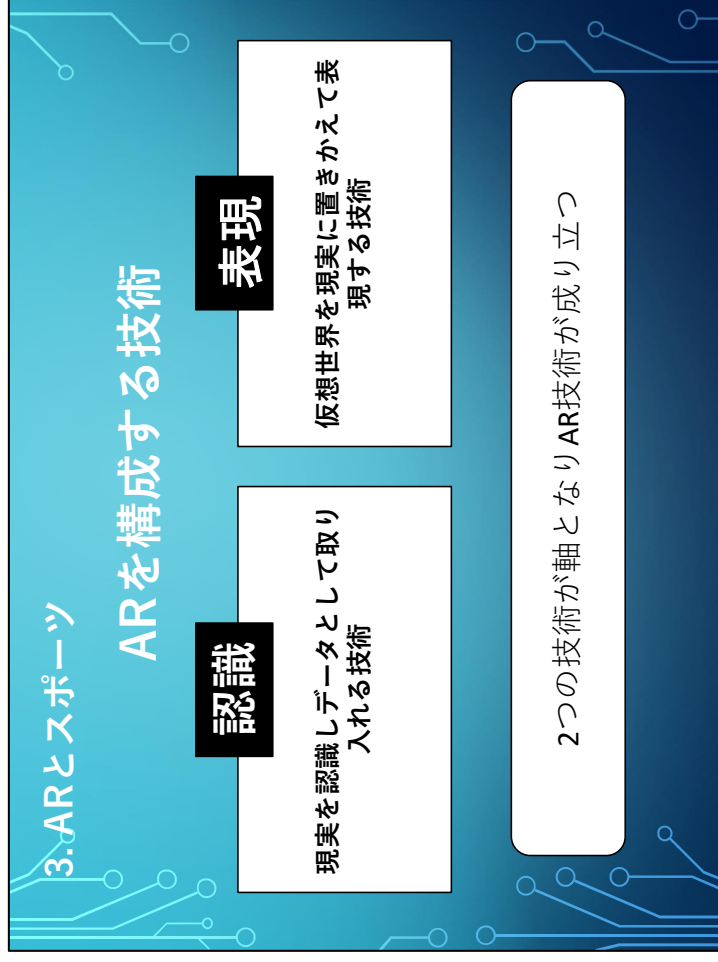 3. ARとスポーツ
ARを構成する技術
認識
現実を認識しデータとして取り
入れる技術
表現
仮想世界を現実に置きかえて表
現する技術
2つの技術が軸となりAR技術が成り立つ